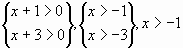 {x + 1 > 0
x + 3 > 0, {x > −1
x > −3, x > −1